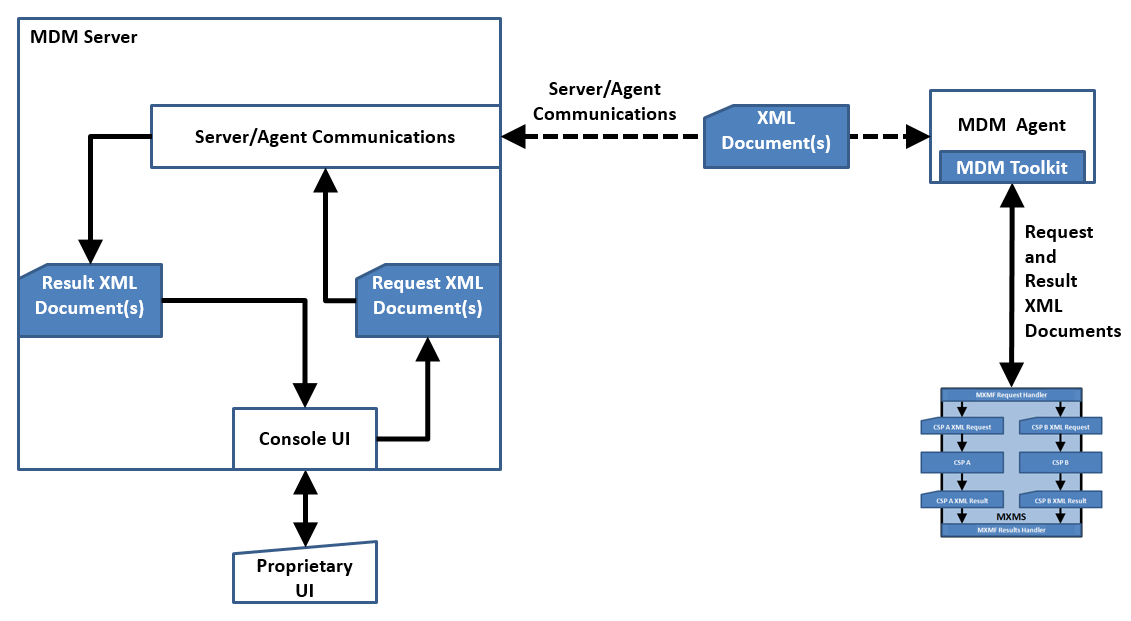 MDM Server
Server/Agent Communications
Result XML
Document(s)
Request XML
Document(s)
Console UI
Proprietary
UI
Server/Agent
Communications
XML
Document(s)
MDM Agent
MDM Toolkit
Request
and
Result
XML
Documents
MXMF Request Handler
CSP A XML Request
CSP B XML Request
CSP A
CSP B
CSP A XML Result
CSP B XML Result
MXMS
MXMF Results Handler